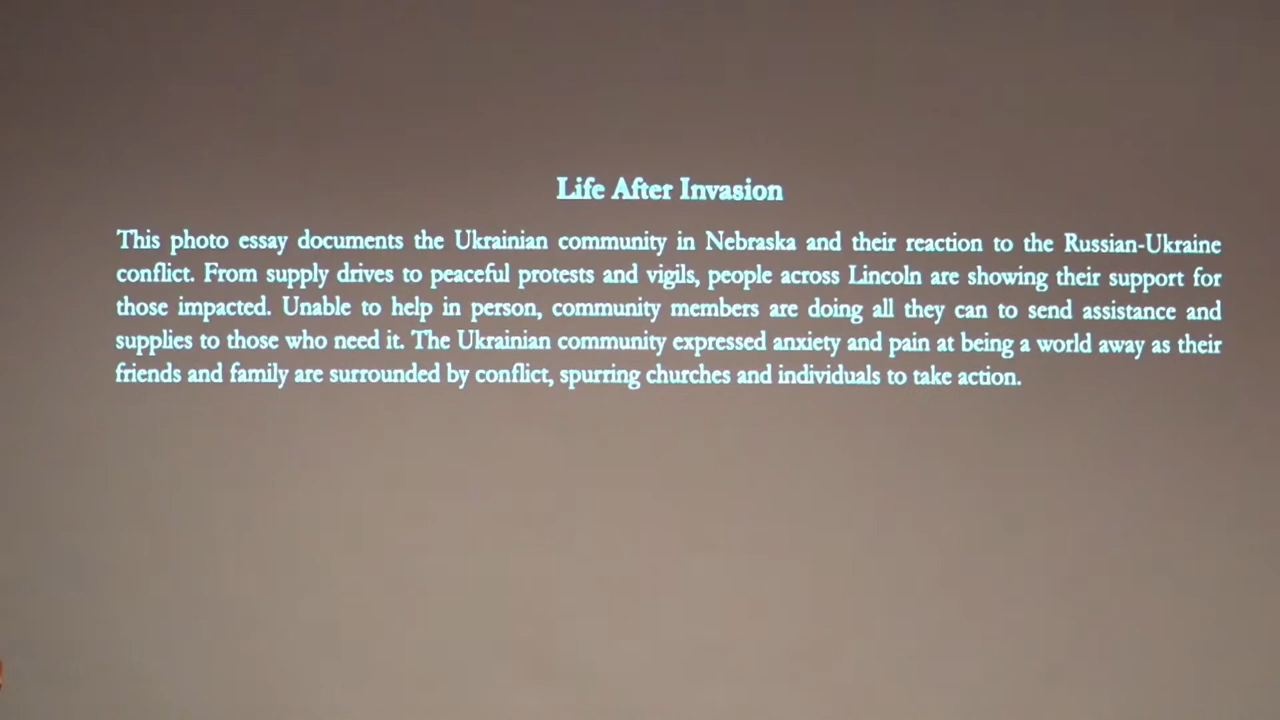 Life After Invasion
This photo essay documents the Ukrainian community in Nebraska and their reaction to the Russian-Ukraine
conflict. From supply drives to peaceful protests and vigils, people across Lincoln are showing their support for
those impacted. Unable to help in person, community members are doing all they can to send assistance and
supplies to those who need it. The Ukrainian community expressed anxiety and pain at being a world away as their
friends and family are surrounded by conflict, spurring churches and individuals to take action.